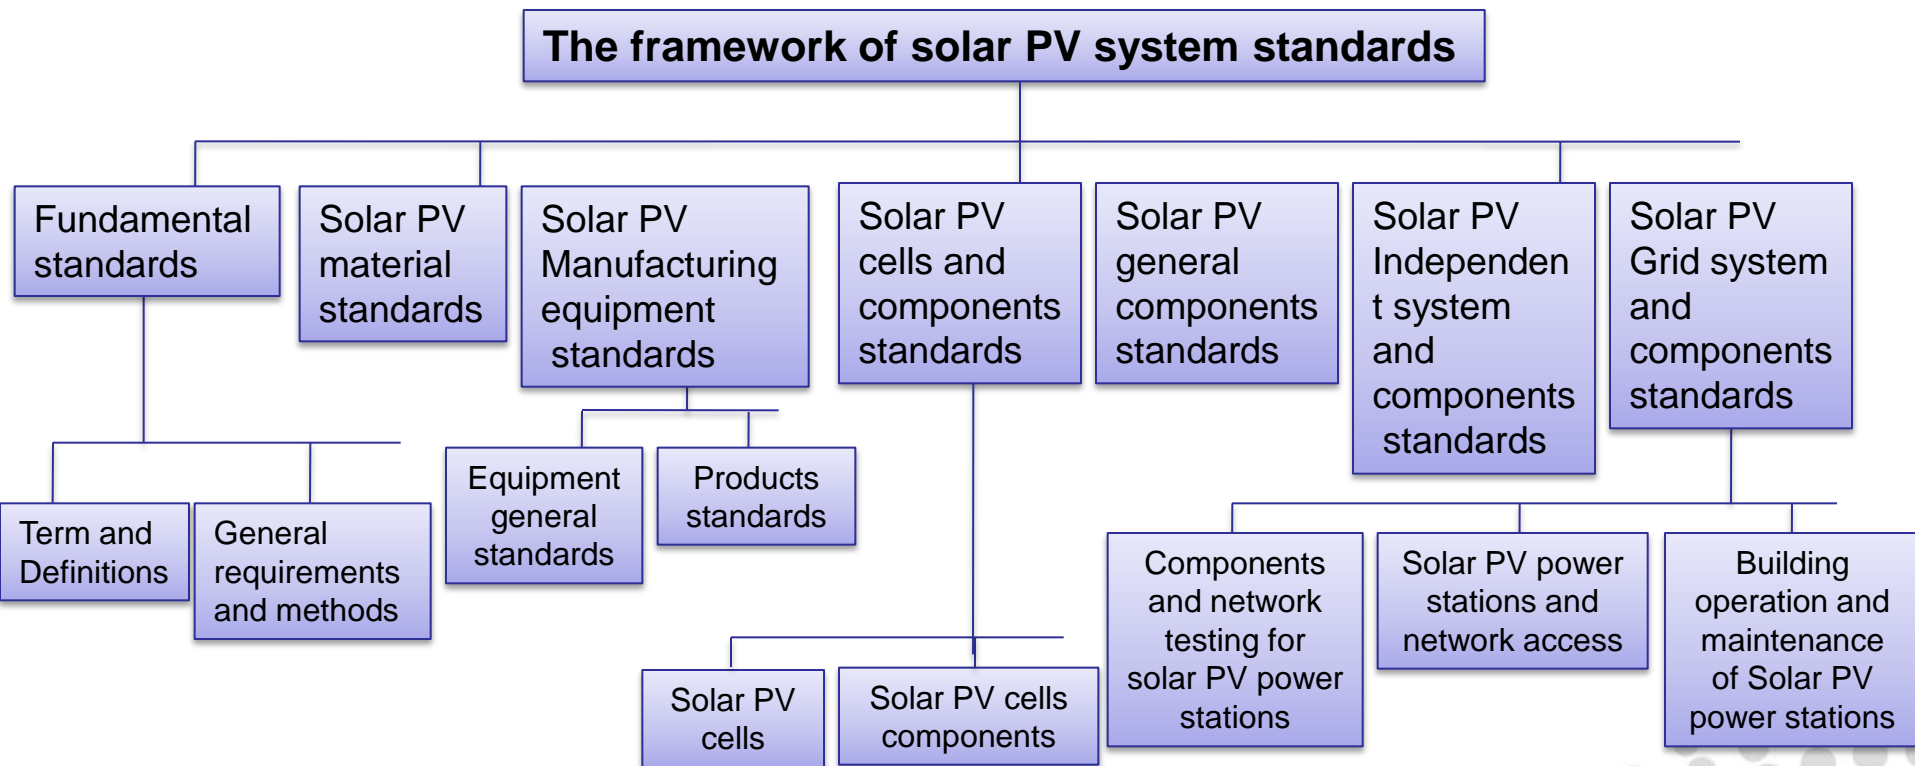 The framework of solar PV system standards
Fundamental
standards
Solar PV
material
standards
Solar PV
Manufacturing
equipment
standards
Solar PV
cells and
components
standards
Solar PV
general
components
standards
Solar PV
Independen
t system
and
components
standards
Solar PV
Grid system
and
components
standards
Term and
Definitions
General
requirements
and methods
Equipment
general
standards
Products
standards
Solar PV
cells
Solar PV cells
components
Components
and network
testing for
solar PV power
stations
Solar PV power
stations and
network access
Building
operation and
maintenance
of Solar PV
power stations